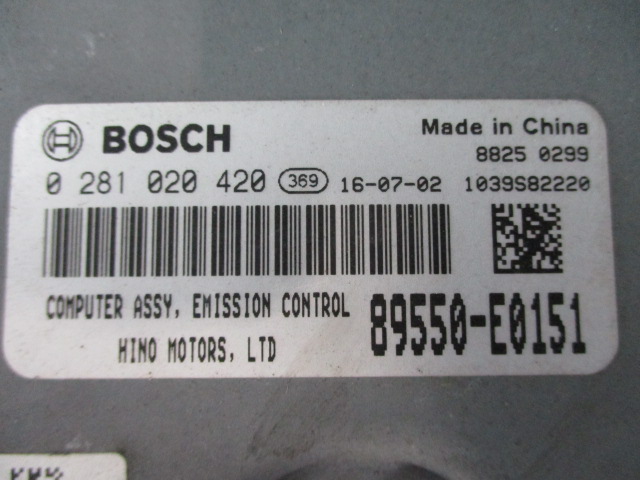 BOSCH
Made in China
8825 0299
0 281 020 420 369 16-07-02 1039S82220
COMPUTER ASSY, EMISSION CONTROL
HINO MOTORS, LTD
89550-E0151